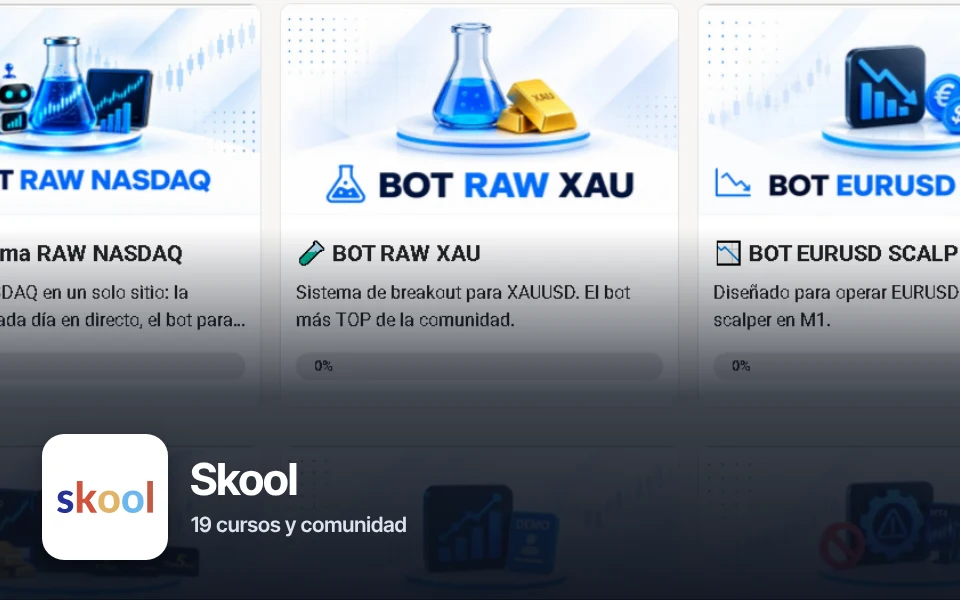 XAU
€
$
T RAW NASDAQ
BOT RAW XAU
BOT EURUSD
ma RAW NASDAQ
BOT RAW XAU
BOT EURUSD SCALP
DAQ en un solo sitio: la
ada día en directo, el bot para...
Sistema de breakout para XAUUSD. El bot
más TOP de la comunidad.
Diseñado para operar EURUSD
scalper en M1.
0%
0%
DEMO
skool
Skool
19 cursos y comunidad